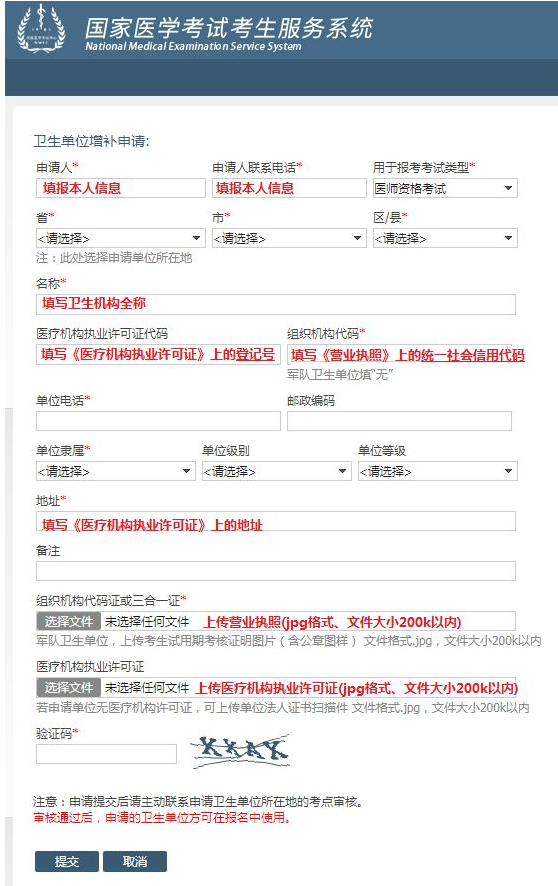 国家医学考试考生服务系统
National Medical Examination Service System
卫生单位增补申请:
申请人* 申请人联系电话* 用于报考考试类型*
填报本人信息 填报本人信息 医师资格考试
省* 市* 区/县*
<请选择> <请选择> <请选择>
注：此处选择申请单位所在地
名称*
填写卫生机构全称
医疗机构执业许可证代码 组织机构代码*
填写《医疗机构执业许可证》上的登记号 填写《营业执照》上的统一社会信用代码
军队卫生单位填“无”
单位电话* 邮政编码
单位隶属* 单位级别 单位等级
<请选择> <请选择> <请选择>
地址*
填写《医疗机构执业许可证》上的地址
备注
组织机构代码证或三合一证*
选择文件 未选择任何文件 上传营业执照(jpg格式、文件大小200k以内)
军队卫生单位，上传考生试用期考核证明图片（含公章图样） 文件格式.jpg，文件大小200k以内
医疗机构执业许可证
选择文件 未选择任何文件 上传医疗机构执业许可证(jpg格式、文件大小200k以内)
若申请单位无医疗机构许可证，可上传单位法人证书扫描件 文件格式.jpg，文件大小200k以内
验证码*
注意：申请提交后请主动联系申请卫生单位所在地的考点审核。
审核通过后，申请的卫生单位方可在报名中使用。
提交 取消